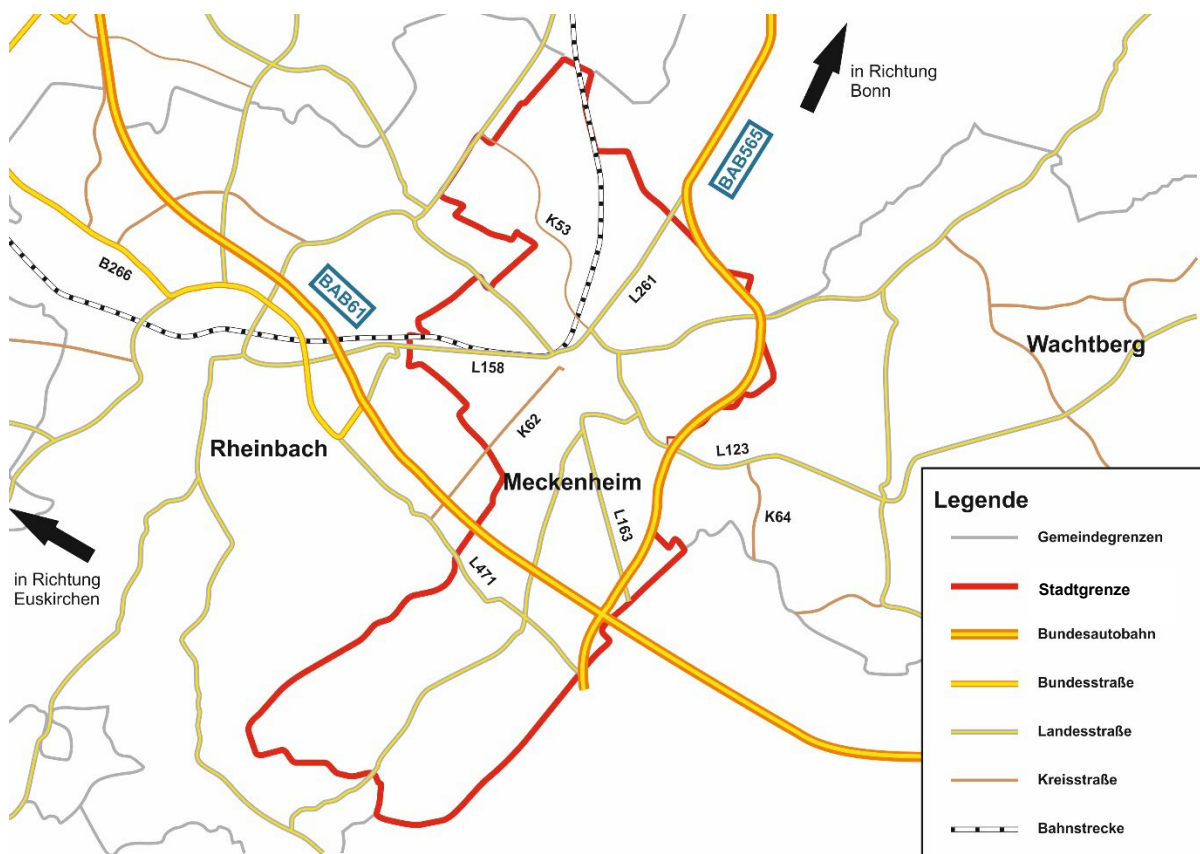 in Richtung
Bonn
BAB565
K53
L261
B266
BAB61
Wachtberg
L158
K62
Rheinbach
L123
Meckenheim
K64
L163
L471
in Richtung
Euskirchen
Legende
Gemeindegrenzen
Stadtgrenze
Bundesautobahn
Bundesstraße
Landesstraße
Kreisstraße
Bahnstrecke